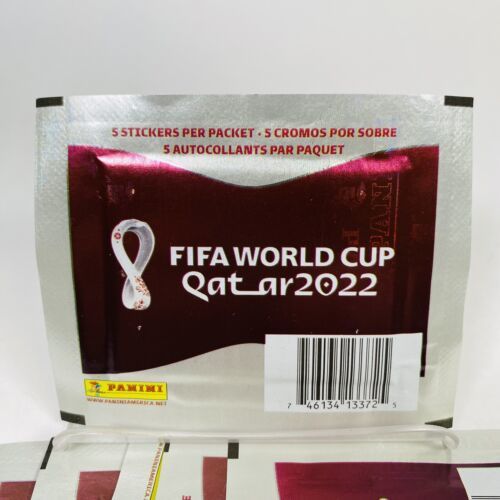 5 STICKERS PER PACKET • 5 CROMOS POR SOBRE
5 AUTOCOLLANTS PAR PAQUET
FIFA WORLD CUP
Qatar2022
PANINI
WWW.PANINIAMERICA.NET
7 46134 13372 5